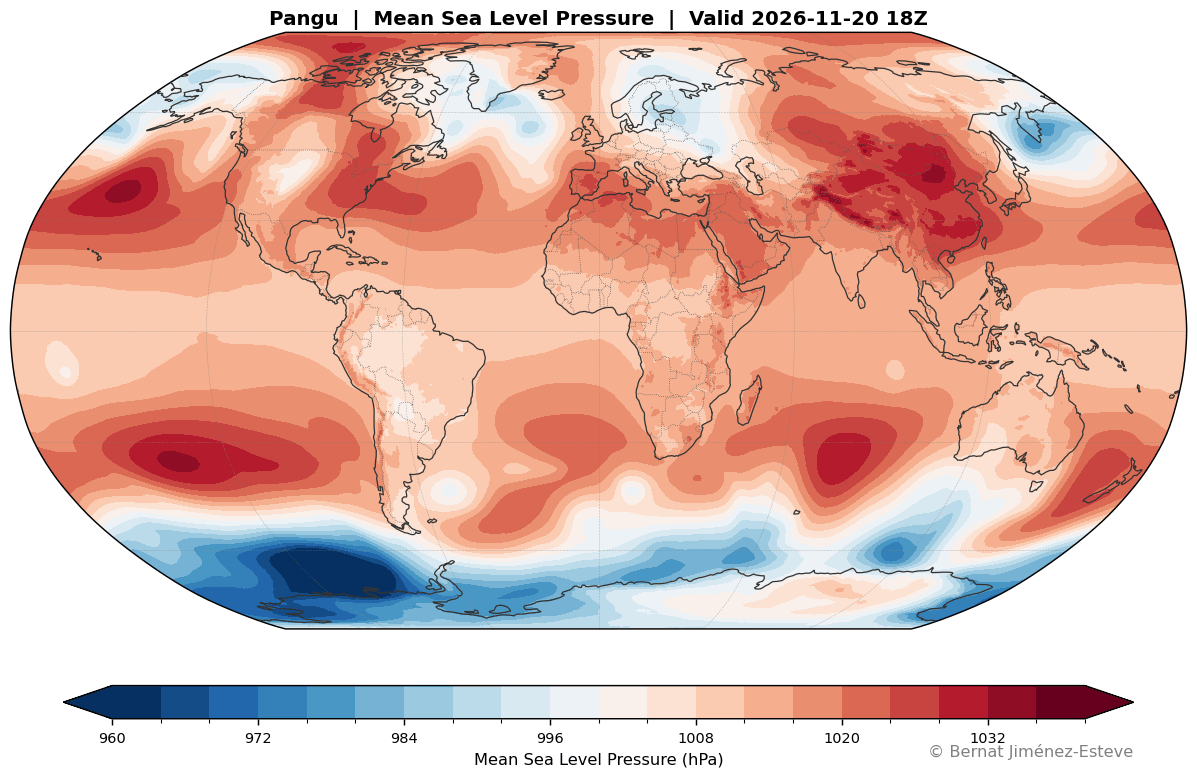 Pangu | Mean Sea Level Pressure | Valid 2026-11-20 18Z
960 972 984 996 1008 1020 1032
Mean Sea Level Pressure (hPa)
© Bernat Jiménez-Esteve